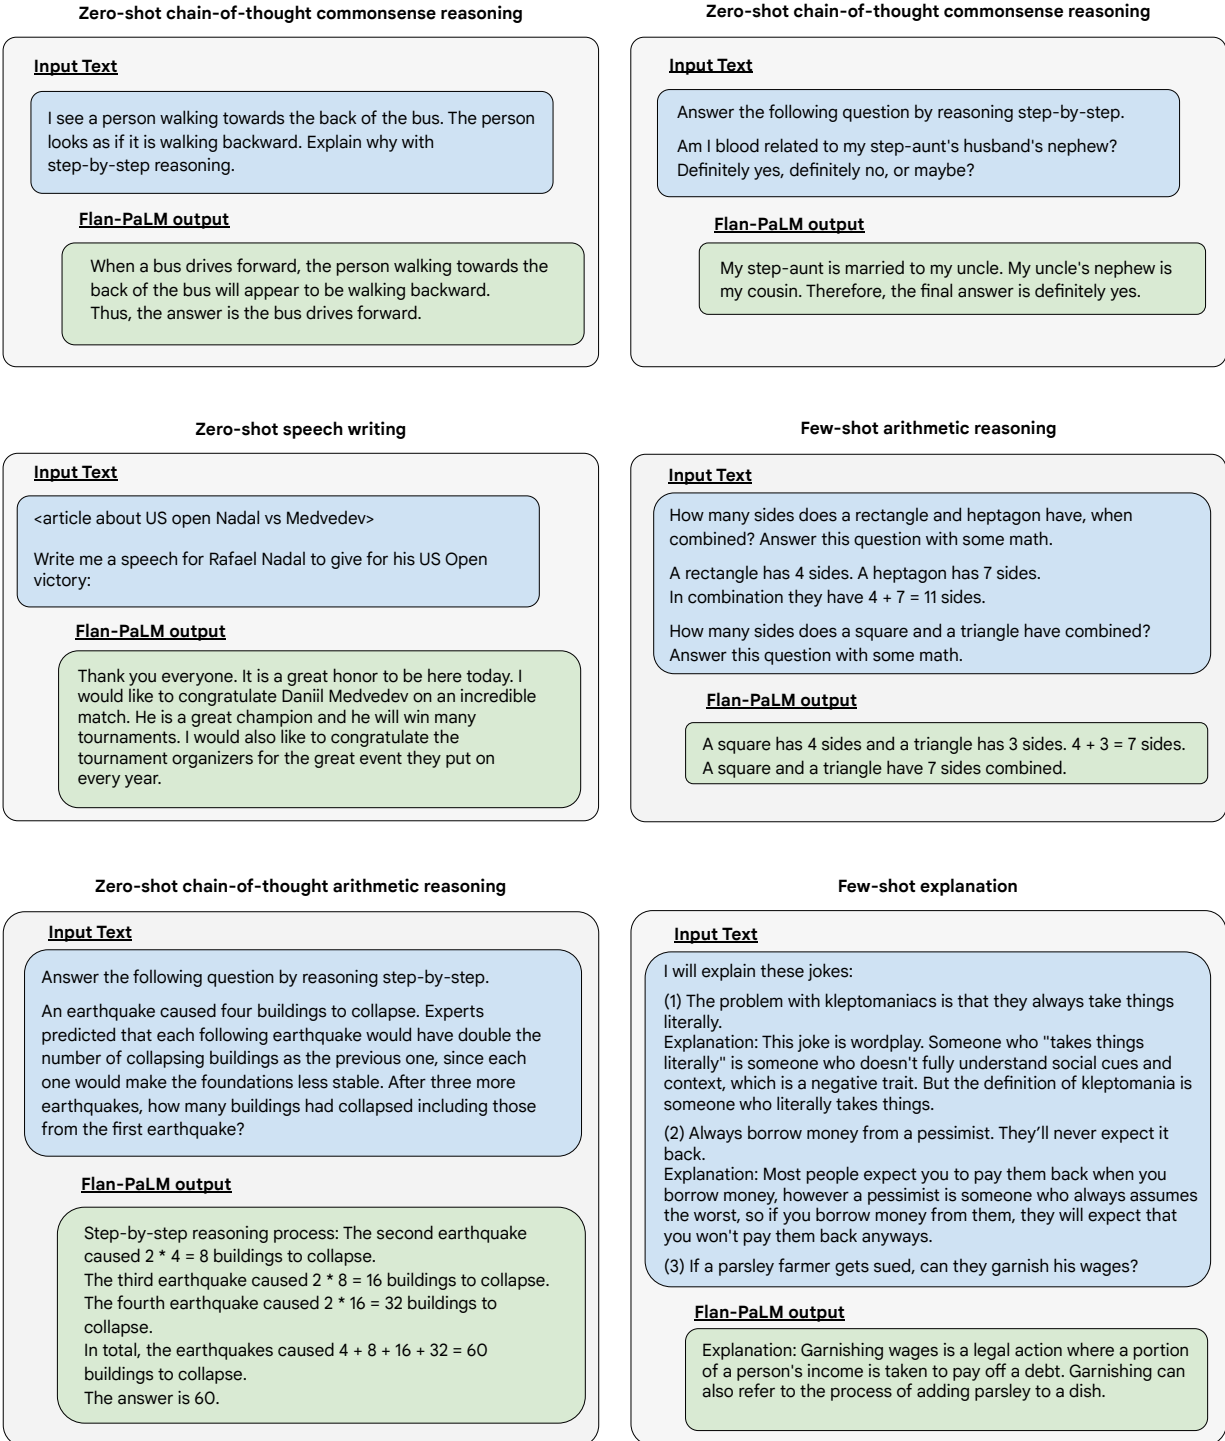 Zero-shot chain-of-thought commonsense reasoning
Input Text
I see a person walking towards the back of the bus. The person
looks as if it is walking backward. Explain why with
step-by-step reasoning.
Flan-PaLM output
When a bus drives forward, the person walking towards the
back of the bus will appear to be walking backward.
Thus, the answer is the bus drives forward.
Zero-shot chain-of-thought commonsense reasoning
Input Text
Answer the following question by reasoning step-by-step.
Am I blood related to my step-aunt's husband's nephew?
Definitely yes, definitely no, or maybe?
Flan-PaLM output
My step-aunt is married to my uncle. My uncle's nephew is
my cousin. Therefore, the final answer is definitely yes.
Zero-shot speech writing
Input Text
<article about US open Nadal vs Medvedev>
Write me a speech for Rafael Nadal to give for his US Open
victory:
Flan-PaLM output
Thank you everyone. It is a great honor to be here today. I
would like to congratulate Daniil Medvedev on an incredible
match. He is a great champion and he will win many
tournaments. I would also like to congratulate the
tournament organizers for the great event they put on
every year.
Few-shot arithmetic reasoning
Input Text
How many sides does a rectangle and heptagon have, when
combined? Answer this question with some math.
A rectangle has 4 sides. A heptagon has 7 sides.
In combination they have 4 + 7 = 11 sides.
How many sides does a square and a triangle have combined?
Answer this question with some math.
Flan-PaLM output
A square has 4 sides and a triangle has 3 sides. 4 + 3 = 7 sides.
A square and a triangle have 7 sides combined.
Zero-shot chain-of-thought arithmetic reasoning
Input Text
Answer the following question by reasoning step-by-step.
An earthquake caused four buildings to collapse. Experts
predicted that each following earthquake would have double the
number of collapsing buildings as the previous one, since each
one would make the foundations less stable. After three more
earthquakes, how many buildings had collapsed including those
from the first earthquake?
Flan-PaLM output
Step-by-step reasoning process: The second earthquake
caused 2 * 4 = 8 buildings to collapse.
The third earthquake caused 2 * 8 = 16 buildings to collapse.
The fourth earthquake caused 2 * 16 = 32 buildings to
collapse.
In total, the earthquakes caused 4 + 8 + 16 + 32 = 60
buildings to collapse.
The answer is 60.
Few-shot explanation
Input Text
I will explain these jokes:
(1) The problem with kleptomaniacs is that they always take things
literally.
Explanation: This joke is wordplay. Someone who "takes things
literally" is someone who doesn't fully understand social cues and
context, which is a negative trait. But the definition of kleptomania is
someone who literally takes things.
(2) Always borrow money from a pessimist. They’ll never expect it
back.
Explanation: Most people expect you to pay them back when you
borrow money, however a pessimist is someone who always assumes
the worst, so if you borrow money from them, they will expect that
you won't pay them back anyways.
(3) If a parsley farmer gets sued, can they garnish his wages?
Flan-PaLM output
Explanation: Garnishing wages is a legal action where a portion
of a person's income is taken to pay off a debt. Garnishing can
also refer to the process of adding parsley to a dish.